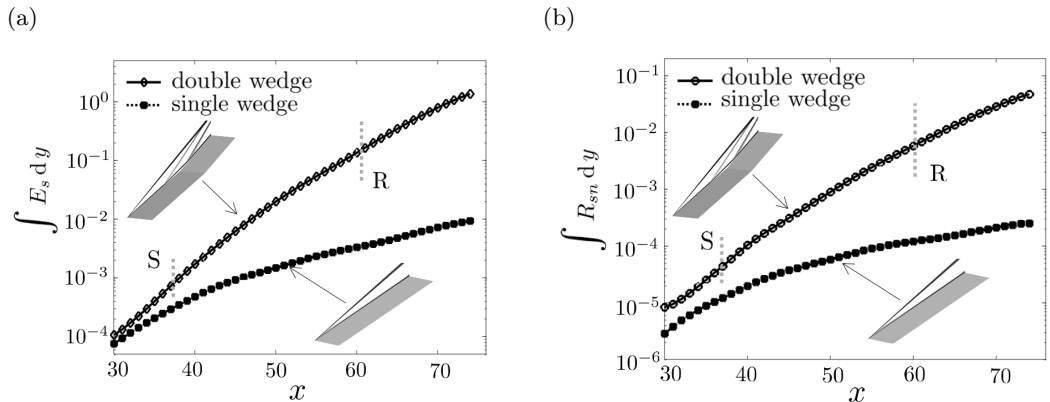 (a)
double wedge
single wedge
10^0
10^{-1}
10^{-2}
10^{-3}
10^{-4}
∫ E_s dy
S
R
30 40 50 60 70
x
(b)
double wedge
single wedge
10^{-1}
10^{-2}
10^{-3}
10^{-4}
10^{-5}
10^{-6}
∫ R_{sn} dy
S
R
30 40 50 60 70
x